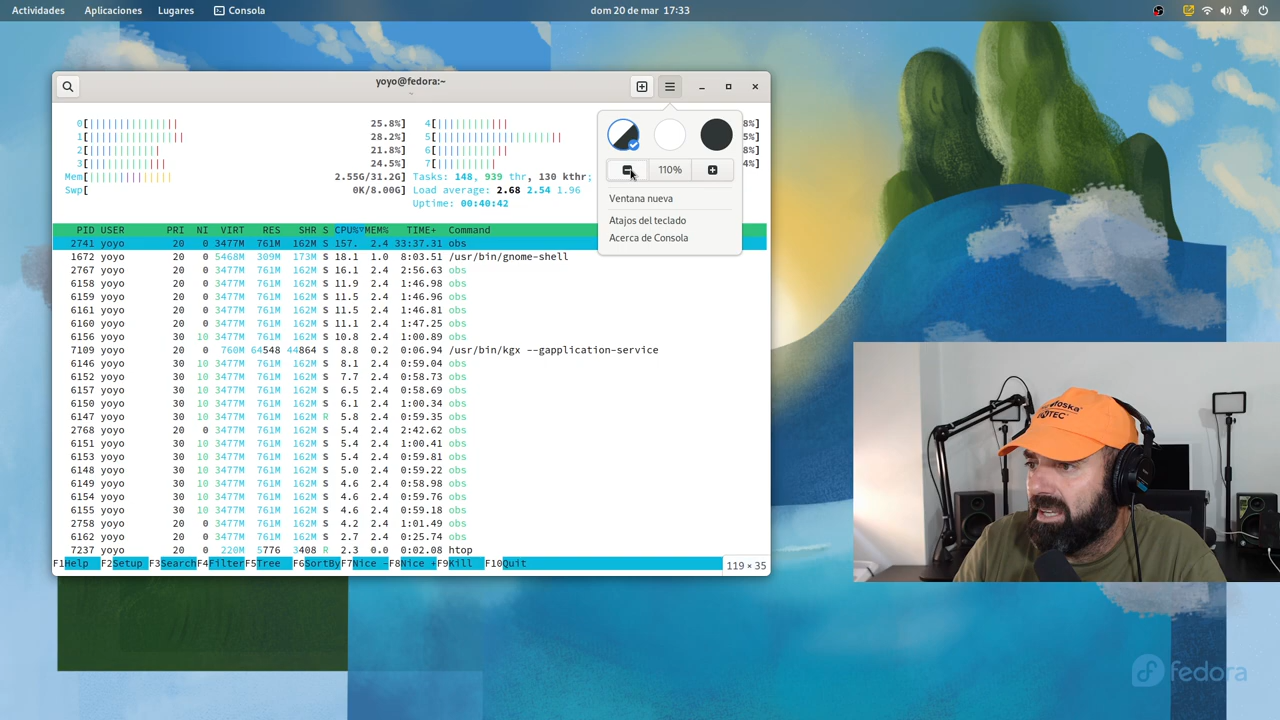 Actividades Aplicaciones Lugares Consola dom 20 de mar 17:33
yoyo@fedora:~
~
0[ 25.8%] 4[ 8%]
1[ 28.2%] 5[ 5%]
2[ 21.8%] 6[ 8%]
3[ 24.5%] 7[ 4%]
Mem[ 2.55G/31.2G] Tasks: 148, 939 thr, 130 kthr;
Swp[ 0K/8.00G] Load average: 2.68 2.54 1.96
Uptime: 00:40:42
110%
Ventana nueva
Atajos del teclado
Acerca de Consola
PID USER PRI NI VIRT RES SHR S CPU%▽MEM% TIME+ Command
2741 yoyo 20 0 3477M 761M 162M S 157. 2.4 33:37.31 obs
1672 yoyo 20 0 5468M 309M 173M S 18.1 1.0 8:03.51 /usr/bin/gnome-shell
2767 yoyo 20 0 3477M 761M 162M S 16.1 2.4 2:56.63 obs
6158 yoyo 20 0 3477M 761M 162M S 11.9 2.4 1:46.98 obs
6159 yoyo 20 0 3477M 761M 162M S 11.5 2.4 1:46.96 obs
6161 yoyo 20 0 3477M 761M 162M S 11.5 2.4 1:46.81 obs
6160 yoyo 20 0 3477M 761M 162M S 11.1 2.4 1:47.25 obs
6156 yoyo 30 10 3477M 761M 162M S 10.8 2.4 1:00.89 obs
7109 yoyo 20 0 760M 64548 44864 S 8.8 0.2 0:06.94 /usr/bin/kgx --gapplication-service
6146 yoyo 30 10 3477M 761M 162M S 8.1 2.4 0:59.04 obs
6152 yoyo 30 10 3477M 761M 162M S 7.7 2.4 0:58.73 obs
6157 yoyo 30 10 3477M 761M 162M S 6.5 2.4 0:58.69 obs
6150 yoyo 30 10 3477M 761M 162M S 6.1 2.4 1:00.34 obs
6147 yoyo 30 10 3477M 761M 162M R 5.8 2.4 0:59.35 obs
2768 yoyo 20 0 3477M 761M 162M S 5.4 2.4 2:42.62 obs
6151 yoyo 30 10 3477M 761M 162M S 5.4 2.4 1:00.41 obs
6153 yoyo 30 10 3477M 761M 162M S 5.4 2.4 0:59.81 obs
6148 yoyo 30 10 3477M 761M 162M S 5.0 2.4 0:59.22 obs
6149 yoyo 30 10 3477M 761M 162M S 4.6 2.4 0:58.98 obs
6154 yoyo 30 10 3477M 761M 162M S 4.6 2.4 0:59.76 obs
6155 yoyo 30 10 3477M 761M 162M S 4.6 2.4 0:59.18 obs
2758 yoyo 20 0 3477M 761M 162M S 4.2 2.4 1:01.49 obs
6162 yoyo 20 0 3477M 761M 162M S 2.7 2.4 0:25.74 obs
7237 yoyo 20 0 220M 5776 3408 R 2.3 0.0 0:02.08 htop
F1Help F2Setup F3SearchF4FilterF5Tree F6SortByF7Nice -F8Nice +F9Kill F10Quit
119 × 35
TEC
fedora